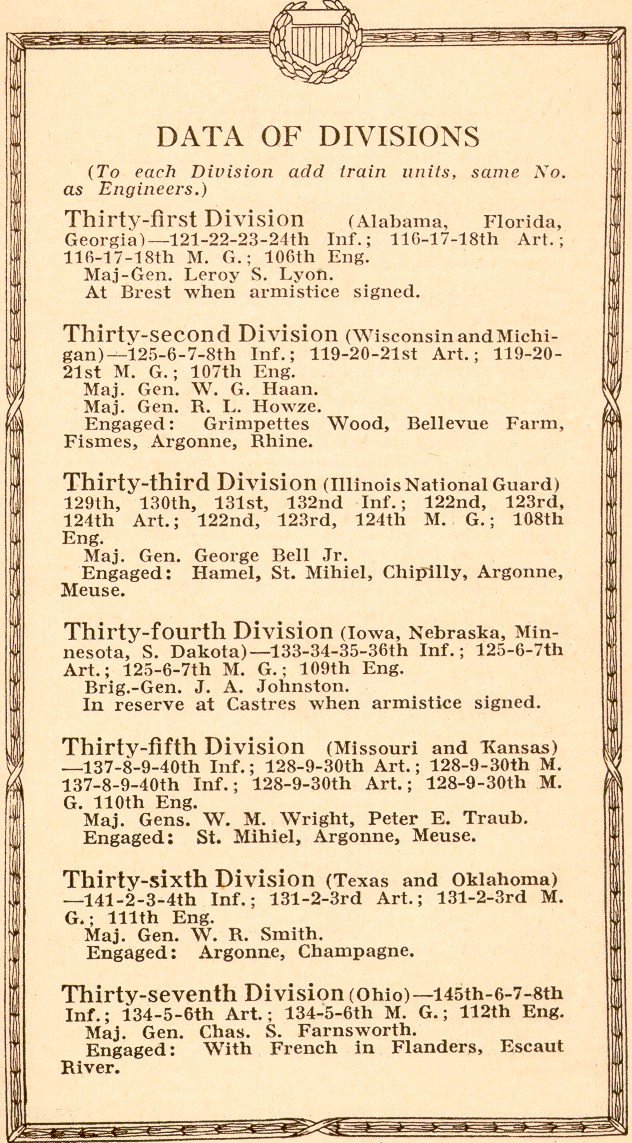 DATA OF DIVISIONS
(To each Division add train units, same No.
as Engineers.)
Thirty-first Division (Alabama, Florida,
Georgia)—121-22-23-24th Inf.; 116-17-18th Art.;
116-17-18th M. G.; 106th Eng.
Maj-Gen. Leroy S. Lyon.
At Brest when armistice signed.
Thirty-second Division (Wisconsin and Michi-
gan)—125-6-7-8th Inf.; 119-20-21st Art.; 119-20-
21st M. G.; 107th Eng.
Maj. Gen. W. G. Haan.
Maj. Gen. R. L. Howze.
Engaged: Grimpettes Wood, Bellevue Farm,
Fismes, Argonne, Rhine.
Thirty-third Division (Illinois National Guard)
129th, 130th, 131st, 132nd Inf.; 122nd, 123rd,
124th Art.; 122nd, 123rd, 124th M. G.; 108th
Eng.
Maj. Gen. George Bell Jr.
Engaged: Hamel, St. Mihiel, Chipilly, Argonne,
Meuse.
Thirty-fourth Division (Iowa, Nebraska, Min-
nesota, S. Dakota)—133-34-35-36th Inf.; 125-6-7th
Art.; 125-6-7th M. G.; 109th Eng.
Brig.-Gen. J. A. Johnston.
In reserve at Castres when armistice signed.
Thirty-fifth Division (Missouri and Kansas)
—137-8-9-40th Inf.; 128-9-30th Art.; 128-9-30th M.
137-8-9-40th Inf.; 128-9-30th Art.; 128-9-30th M.
G. 110th Eng.
Maj. Gens. W. M. Wright, Peter E. Traub.
Engaged: St. Mihiel, Argonne, Meuse.
Thirty-sixth Division (Texas and Oklahoma)
—141-2-3-4th Inf.; 131-2-3rd Art.; 131-2-3rd M.
G.; 111th Eng.
Maj. Gen. W. R. Smith.
Engaged: Argonne, Champagne.
Thirty-seventh Division (Ohio)—145th-6-7-8th
Inf.; 134-5-6th Art.; 134-5-6th M. G.; 112th Eng.
Maj. Gen. Chas. S. Farnsworth.
Engaged: With French in Flanders, Escaut
River.